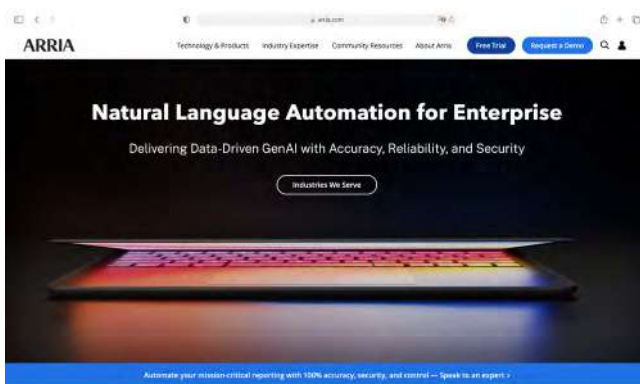 arria.com
ARRIA
Technology & Products Industry Expertise Community Resources About Arria Free Trial Request a Demo
Natural Language Automation for Enterprise
Delivering Data-Driven GenAI with Accuracy, Reliability, and Security
Industries We Serve
Automate your mission-critical reporting with 100% accuracy, security, and control — Speak to an expert >